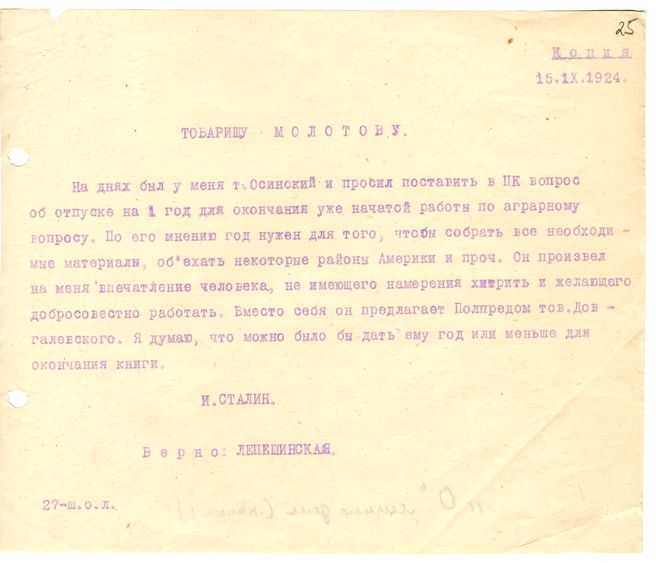 25
Копия
15.IX.1924.
ТОВАРИЩУ МОЛОТОВУ.
На днях был у меня т.Осинский и просил поставить в ЦК вопрос
об отпуске на 1 год для окончания уже начатой работы по аграрному
вопросу. По его мнению год нужен для того, чтобы собрать все необходи -
мые материалы, об'ехать некоторые районы Америки и проч. Он произвел
на меня впечатление человека, не имеющего намерения хитрить и желающего
добросовестно работать. Вместо себя он предлагает Полпредом тов.Дов -
галевского. Я думаю, что можно было бы дать ему год или меньше для
окончания книги.
И.СТАЛИН.
Верно: ЛЕПЕШИНСКАЯ.
27-ш.о.л.